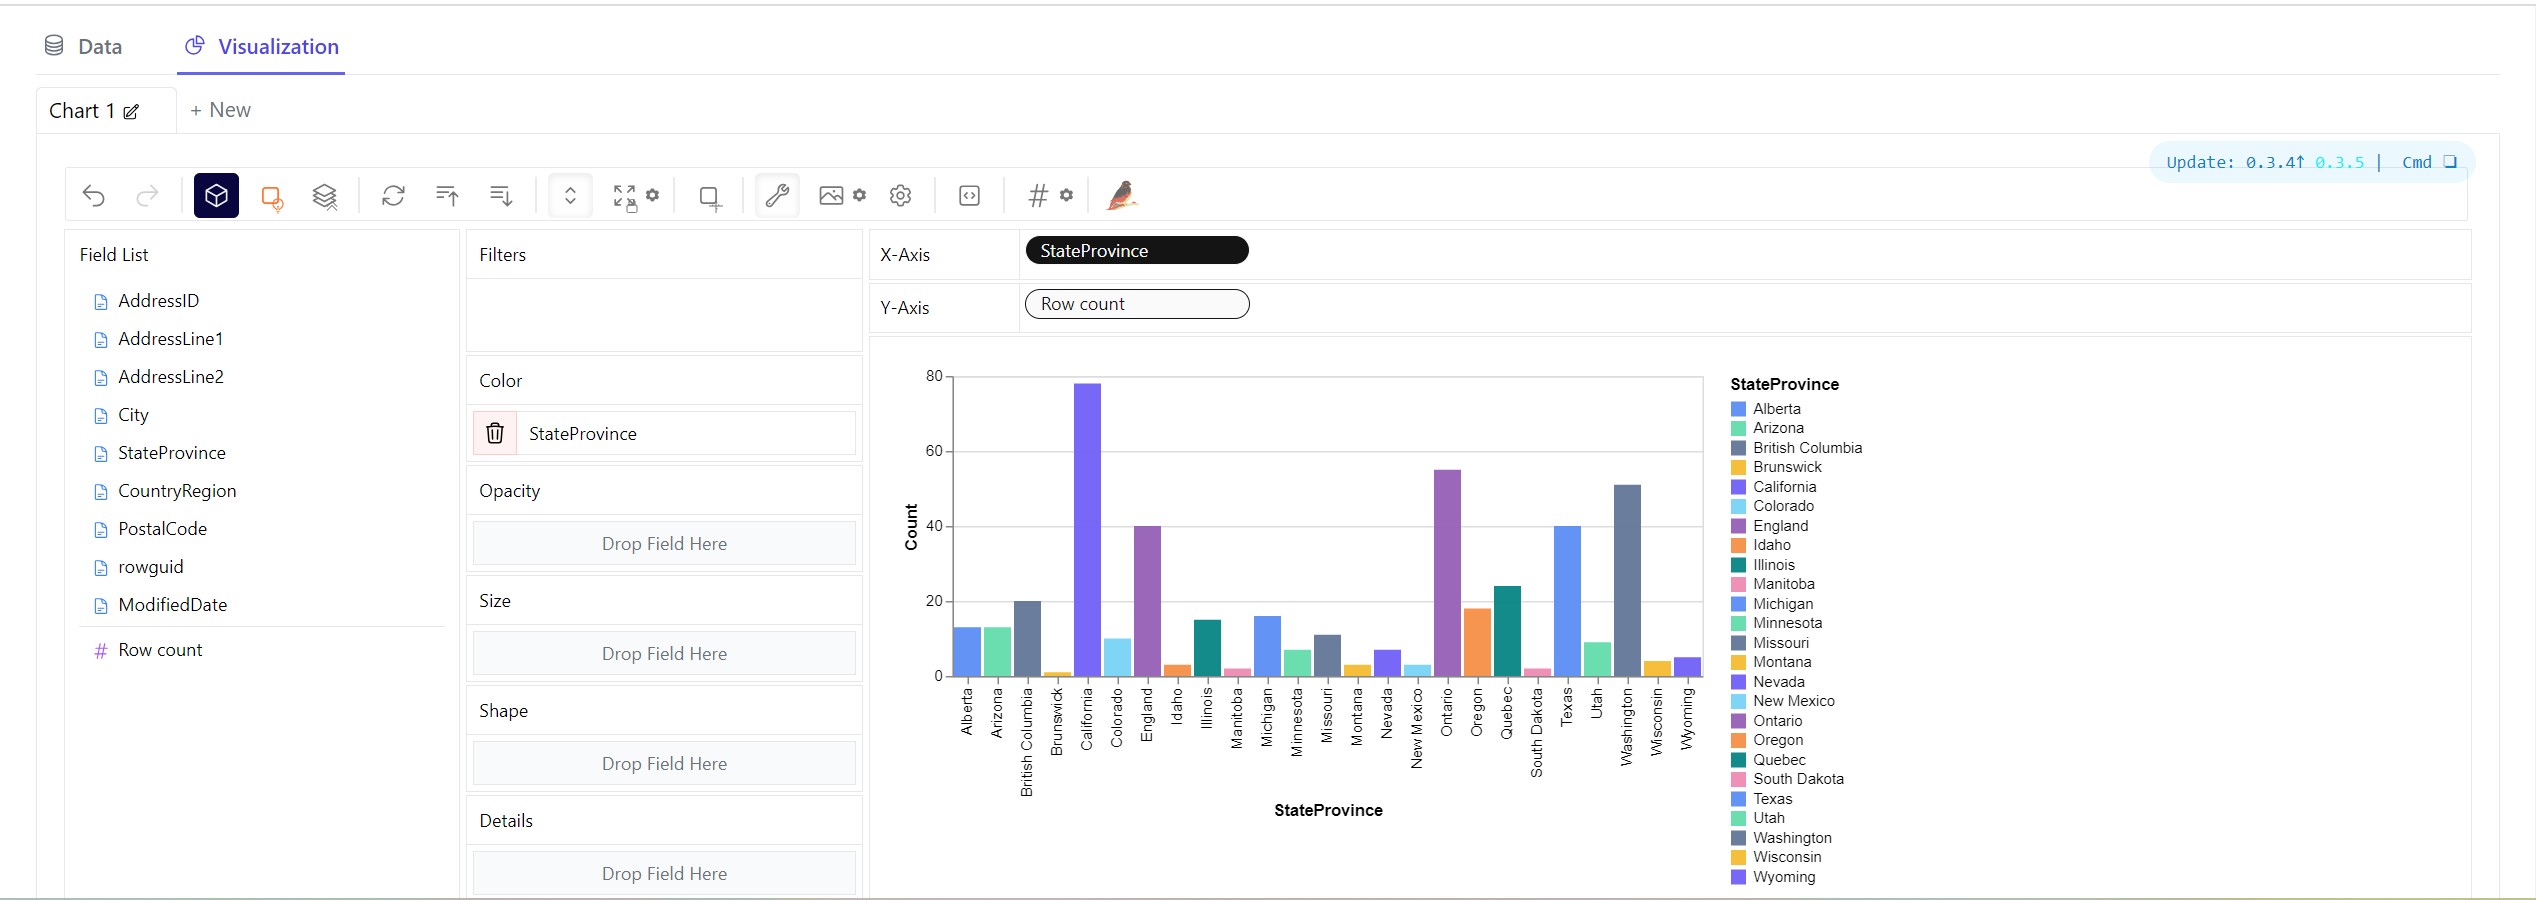 Data
Visualization
Chart 1
+ New
Update: 0.3.4↑ 0.3.5 | Cmd ❏
#
Field List
AddressID
AddressLine1
AddressLine2
City
StateProvince
CountryRegion
PostalCode
rowguid
ModifiedDate
# Row count
Filters
Color
StateProvince
Opacity
Drop Field Here
Size
Drop Field Here
Shape
Drop Field Here
Details
Drop Field Here
X-Axis
StateProvince
Y-Axis
Row count
80
60
40
20
0
Count
Alberta
Arizona
British Columbia
Brunswick
California
Colorado
England
Idaho
Illinois
Manitoba
Michigan
Minnesota
Missouri
Montana
Nevada
New Mexico
Ontario
Oregon
Quebec
South Dakota
Texas
Utah
Washington
Wisconsin
Wyoming
StateProvince
StateProvince
Alberta
Arizona
British Columbia
Brunswick
California
Colorado
England
Idaho
Illinois
Manitoba
Michigan
Minnesota
Missouri
Montana
Nevada
New Mexico
Ontario
Oregon
Quebec
South Dakota
Texas
Utah
Washington
Wisconsin
Wyoming